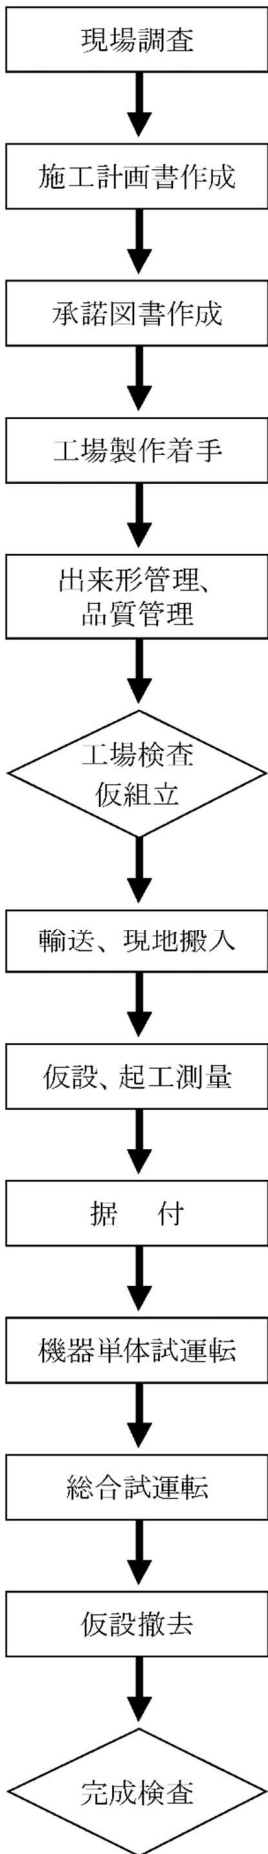 現場調査
施工計画書作成
承諾図書作成
工場製作着手
出来形管理、
品質管理
工場検査
仮組立
輸送、現地搬入
仮設、起工測量
据　付
機器単体試運転
総合試運転
仮設撤去
完成検査